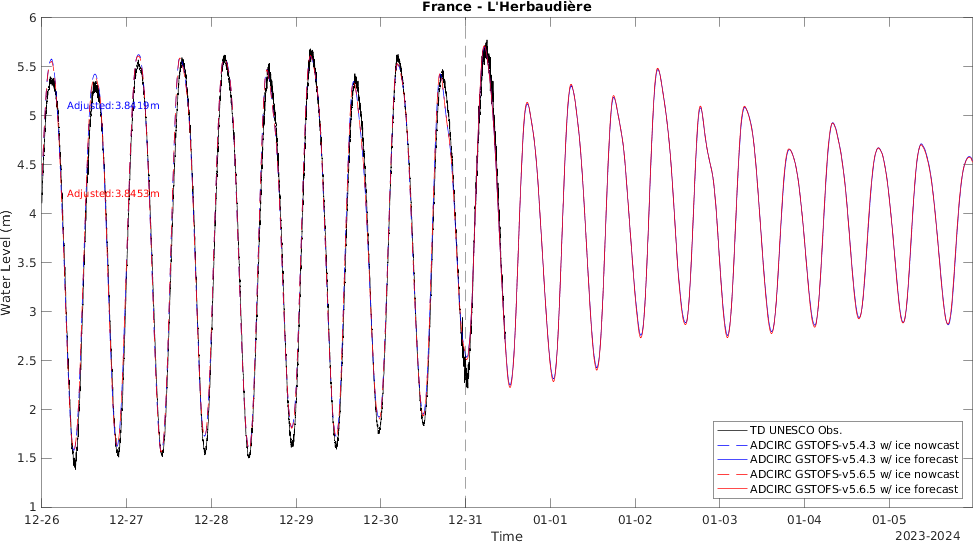 France - L'Herbaudière
6
5.5
5
4.5
4
3.5
3
2.5
2
1.5
1
Water Level (m)
Adjusted:3.8419m
Adjusted:3.8453m
TD UNESCO Obs.
ADCIRC GSTOFS-v5.4.3 w/ ice nowcast
ADCIRC GSTOFS-v5.4.3 w/ ice forecast
ADCIRC GSTOFS-v5.6.5 w/ ice nowcast
ADCIRC GSTOFS-v5.6.5 w/ ice forecast
12-26 12-27 12-28 12-29 12-30 12-31 01-01 01-02 01-03 01-04 01-05
Time
2023-2024